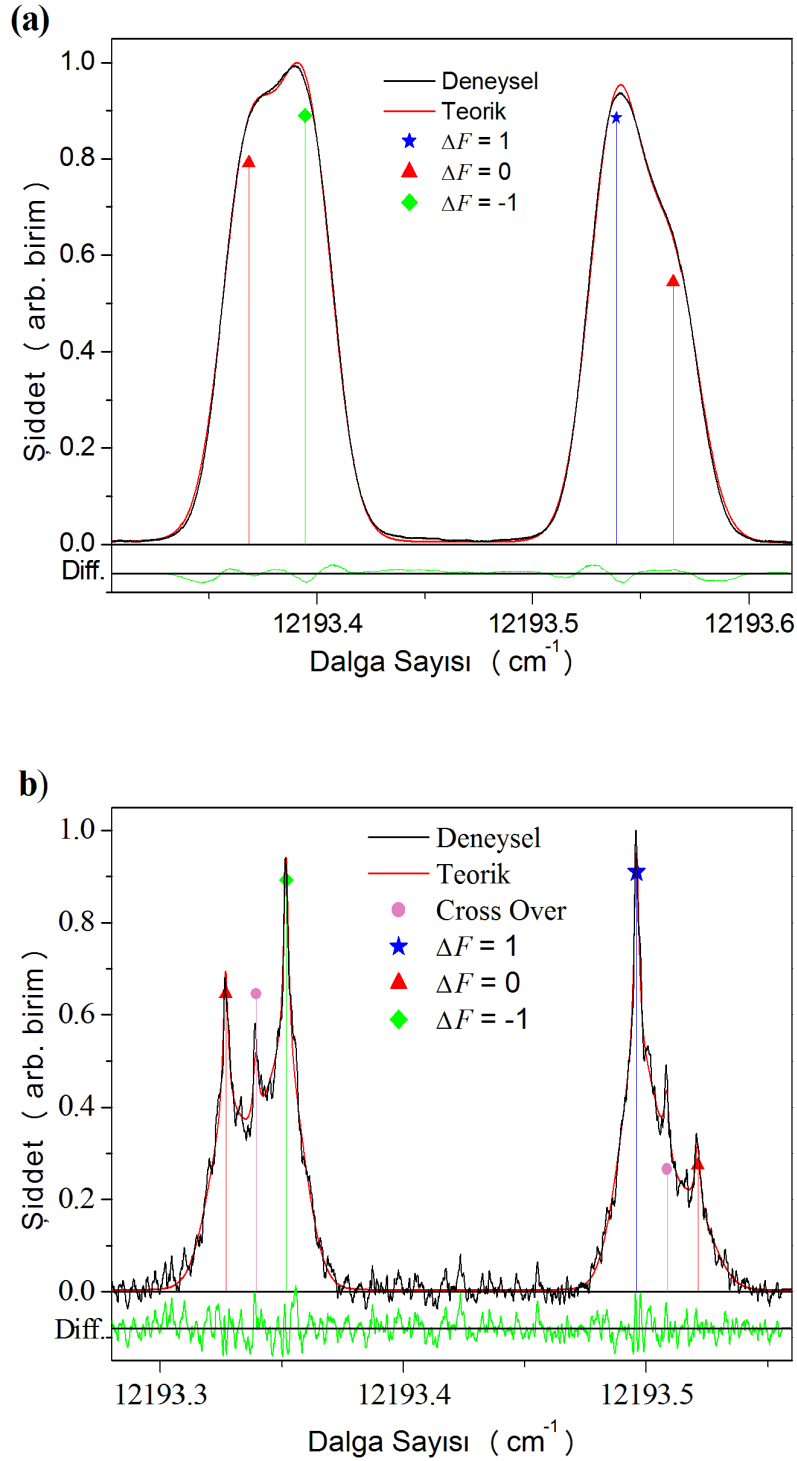 (a)
1.0
0.8
0.6
0.4
0.2
0.0
Şiddet ( arb. birim )
Deneysel
Teorik
ΔF = 1
ΔF = 0
ΔF = -1
Diff.
12193.4
12193.5
12193.6
Dalga Sayısı ( cm-1)
b)
1.0
0.8
0.6
0.4
0.2
0.0
Şiddet ( arb. birim )
Deneysel
Teorik
Cross Over
ΔF = 1
ΔF = 0
ΔF = -1
Diff.
12193.3
12193.4
12193.5
Dalga Sayısı ( cm-1)